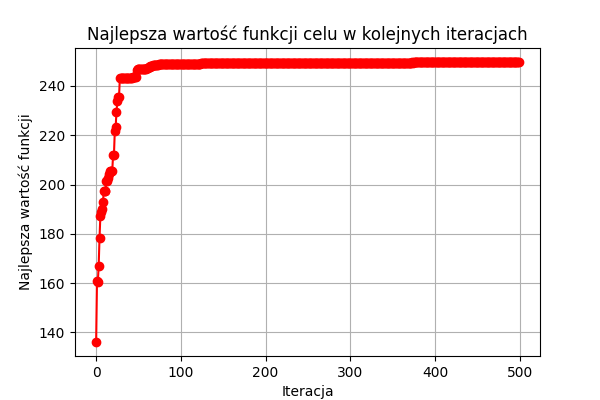 Najlepsza wartość funkcji celu w kolejnych iteracjach
Najlepsza wartość funkcji
240
220
200
180
160
140
0 100 200 300 400 500
Iteracja